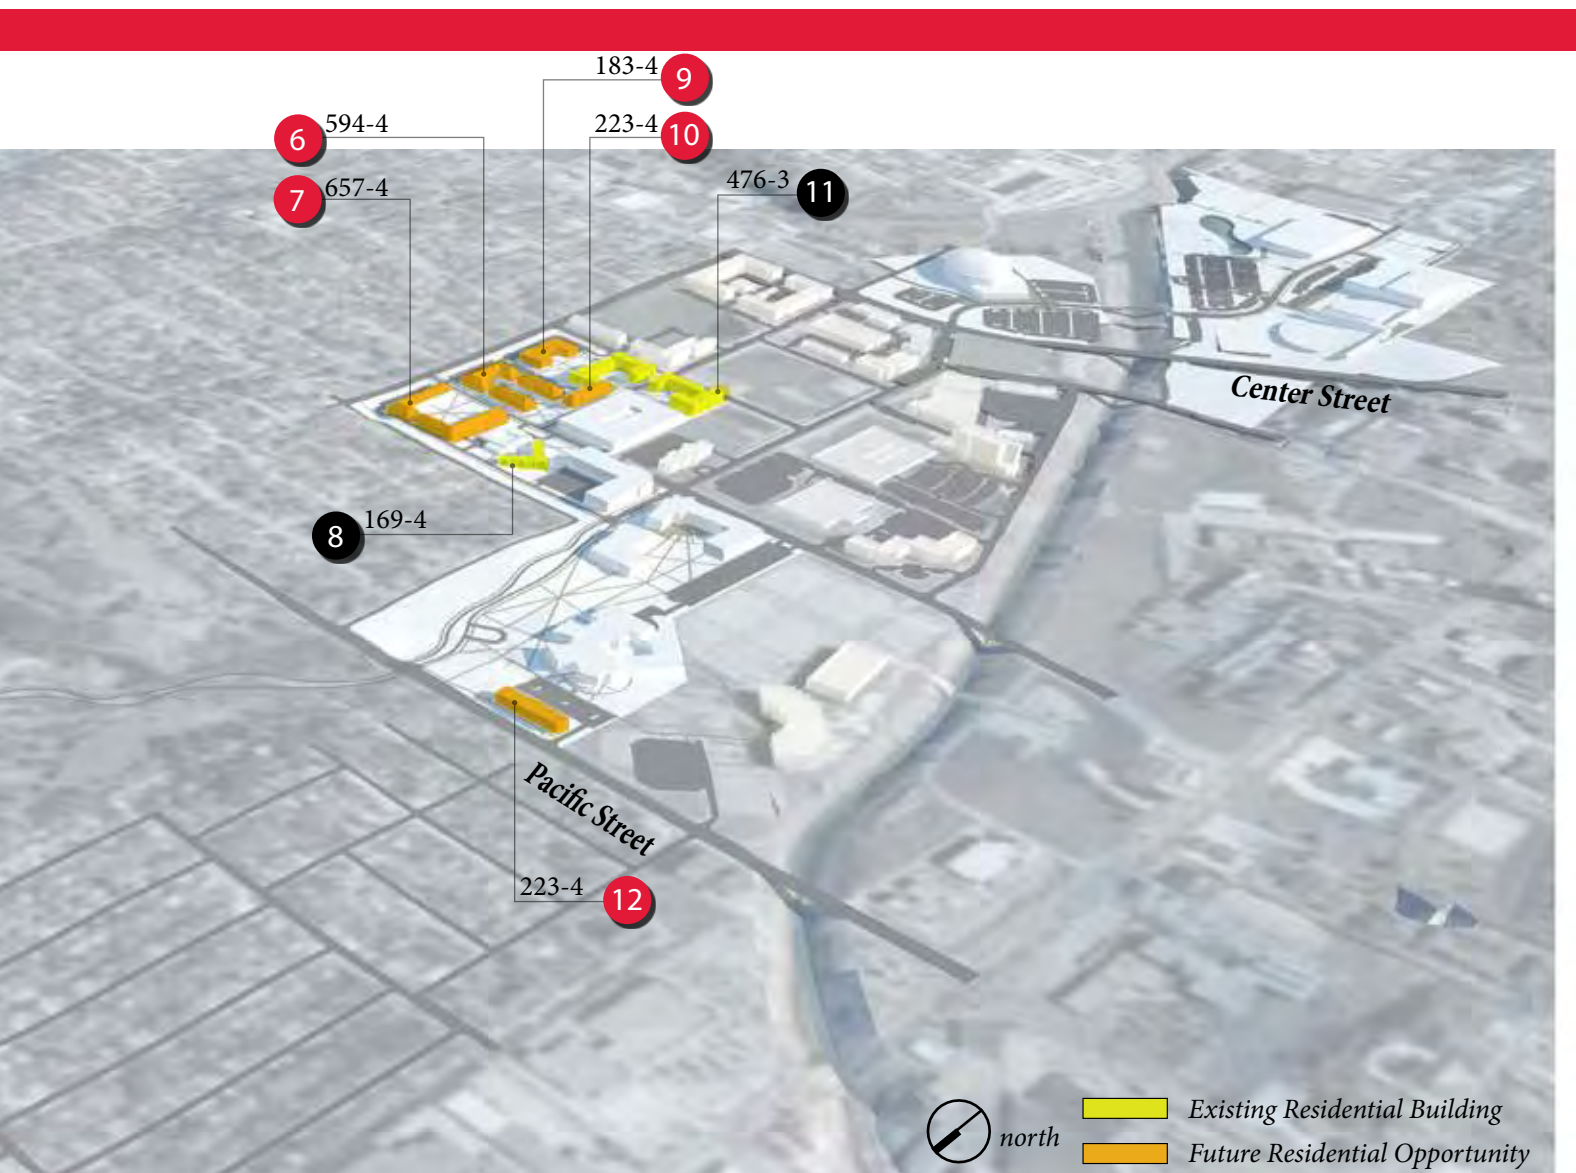 183-4 9
6 594-4
223-4 10
7 657-4
476-3 11
Center Street
8 169-4
Pacific Street
223-4 12
north
Existing Residential Building
Future Residential Opportunity